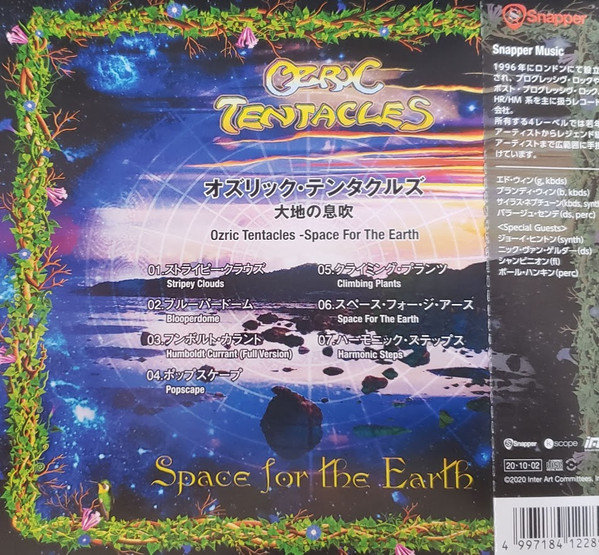 Snapper
OZRIC
TENTACLES
オズリック・テンタクルズ
大地の息吹
Ozric Tentacles -Space For The Earth
01.ストライピー・クラウズ
Stripey Clouds
02.ブルーパードーム
Blooperdome
03.フンボルト・カラント
Humboldt Currant (Full Version)
04.ポップスケープ
Popscape
05.クライミング・プランツ
Climbing Plants
06.スペース・フォー・ジ・アース
Space For The Earth
07.ハーモニック・ステップス
Harmonic Steps
Space for the Earth
Snapper Music
1996年にロンドンにて設立
され、プログレッシヴ・ロックや
ポスト・プログレッシヴ・ロック、
HR/HM 系を主に扱うレコード
会社。
所有する4レーベルでは若手
アーティストからレジェンド級
アーティストまで広範囲に手掛
けています。
エド・ウィン(g, kbds)
ブランディ・ウィン(b, kbds)
サイラス・ネプチューン(kbds, synth
バラージュ・センデ(ds, perc)
<Special Guests>
ジョーイ・ヒントン(synth)
ニック・ヴァン・ゲルダー(ds)
シャンピニオン(fl)
ポール・ハンキン(perc)
Snapper kscope
20·10·02
©2020 Inter Art Committees, In
4 997184 1228